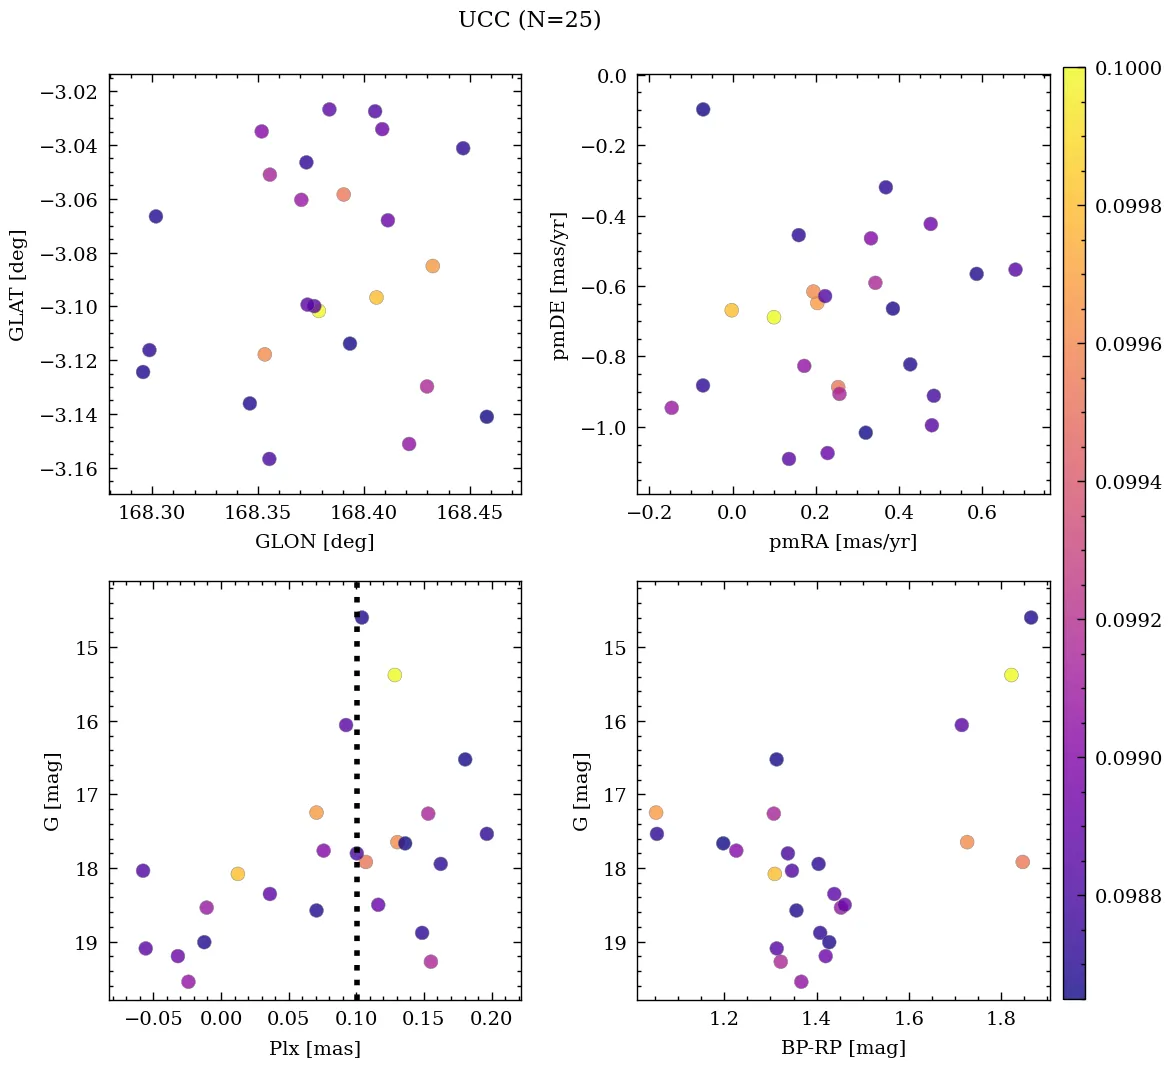 UCC (N=25)
−3.02
−3.04
−3.06
−3.08
−3.10
−3.12
−3.14
−3.16
GLAT [deg]
168.30 168.35 168.40 168.45
GLON [deg]
0.0
−0.2
−0.4
−0.6
−0.8
−1.0
pmDE [mas/yr]
−0.2 0.0 0.2 0.4 0.6
pmRA [mas/yr]
15
16
17
18
19
G [mag]
−0.05 0.00 0.05 0.10 0.15 0.20
Plx [mas]
15
16
17
18
19
G [mag]
1.2 1.4 1.6 1.8
BP-RP [mag]
0.1000
0.0998
0.0996
0.0994
0.0992
0.0990
0.0988